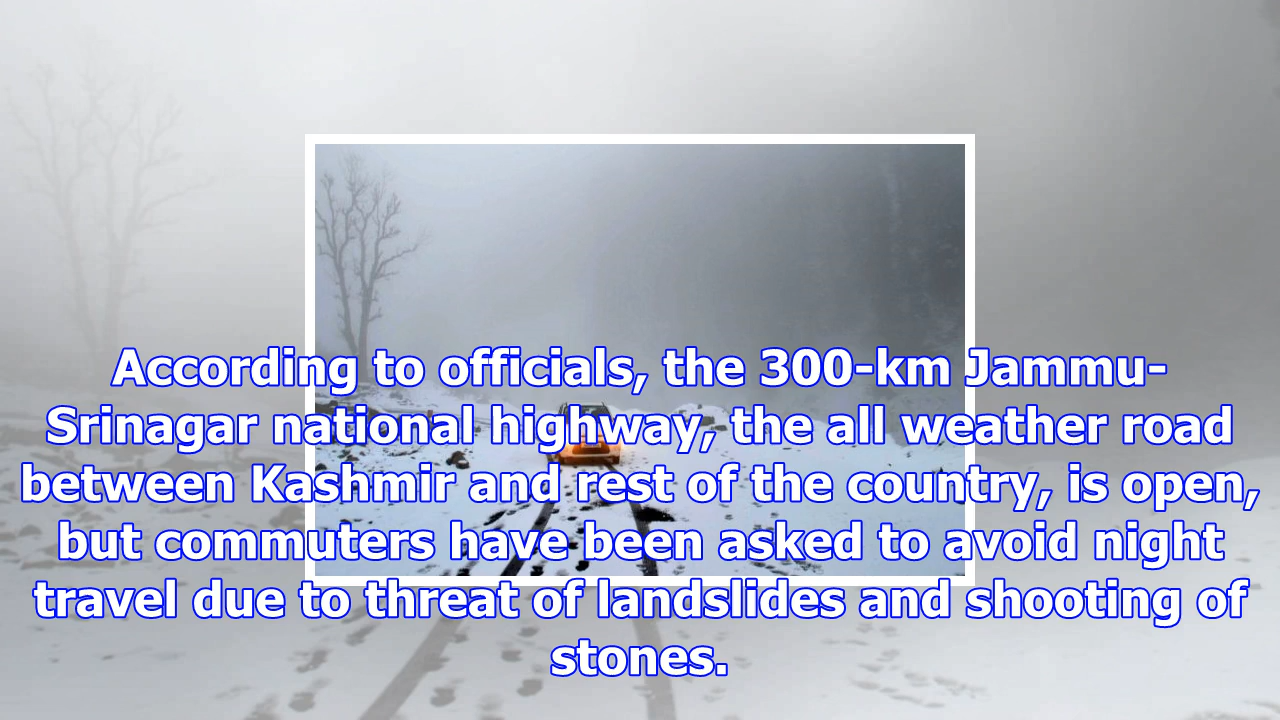 According to officials, the 300-km Jammu-
Srinagar national highway, the all weather road
between Kashmir and rest of the country, is open,
but commuters have been asked to avoid night
travel due to threat of landslides and shooting of
stones.